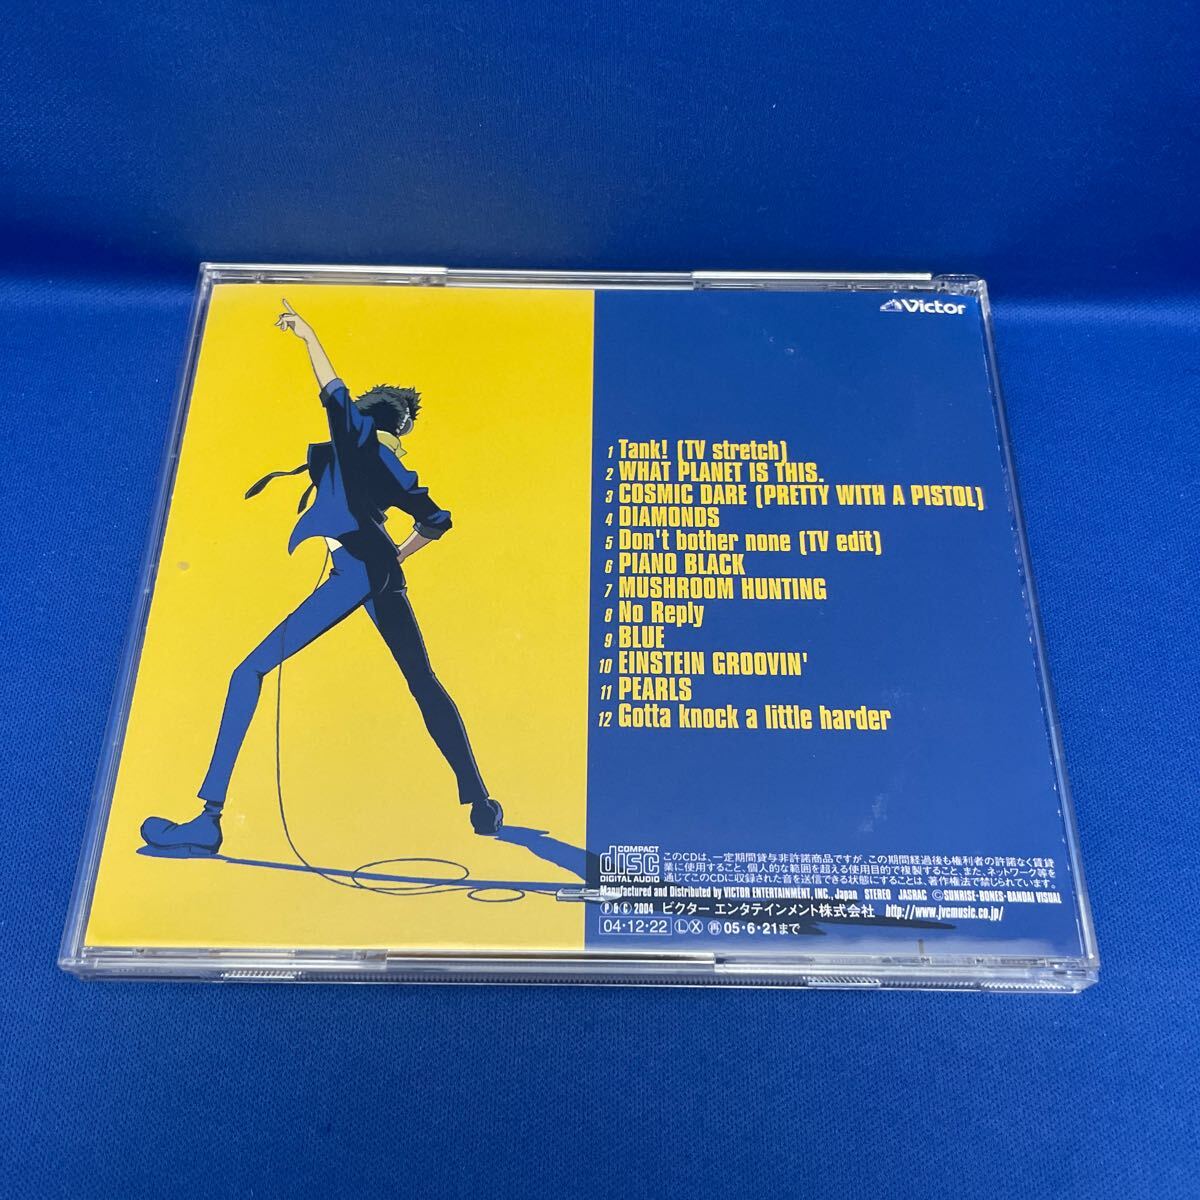 Victor
1 Tank! (TV stretch)
2 WHAT PLANET IS THIS.
3 COSMIC DARE (PRETTY WITH A PISTOL)
4 DIAMONDS
5 Don't bother none (TV edit)
6 PIANO BLACK
7 MUSHROOM HUNTING
8 No Reply
9 BLUE
10 EINSTEIN GROOVIN'
11 PEARLS
12 Gotta knock a little harder
COMPACT
disc
DIGITAL AUDIO
このCDは、一定期間貸与非許諾商品ですが、この期間経過後も権利者の許諾なく賃貸
業に使用すること、個人的な範囲を超える使用目的で複製すること、また、ネットワーク等を
通じてこのCDに収録された音を送信できる状態にすることは、著作権法で禁じられています。
Manufactured and Distributed by VICTOR ENTERTAINMENT, INC., Japan STEREO JASRAC ©SUNRISE・BONES・BANDAI VISUAL
Ⓟ & Ⓒ 2004 ビクター エンタテインメント株式会社 http://www.jvcmusic.co.jp/
04・12・22 Ⓛ Ⓧ ㊢05・6・21まで